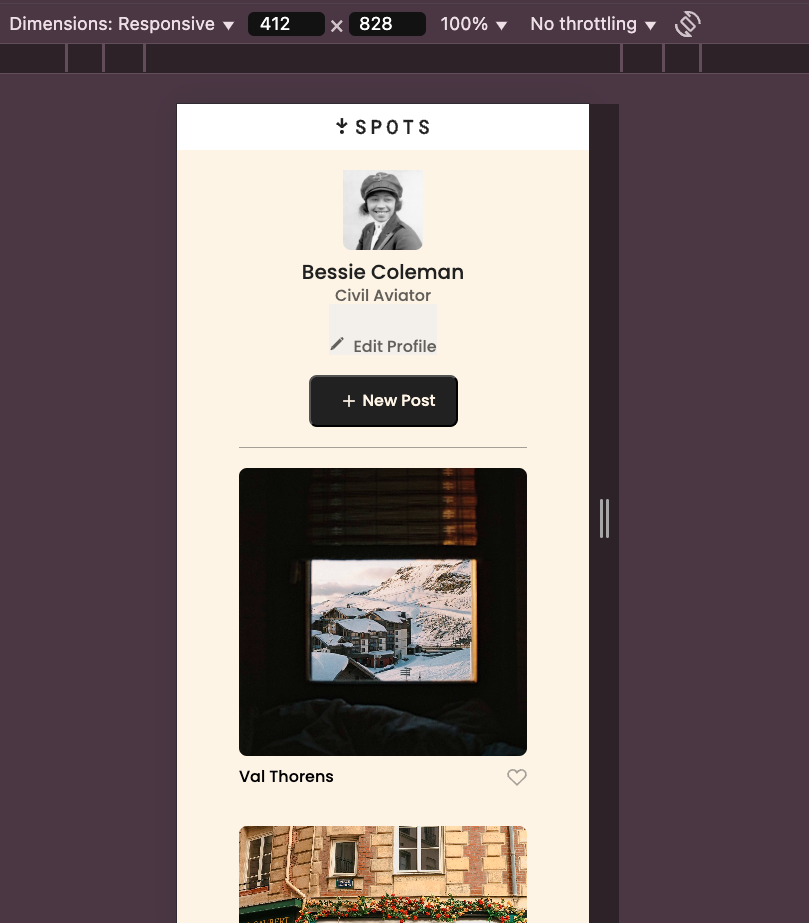 Dimensions: Responsive ▼ 412 × 828 100% ▼ No throttling ▼
SPOTS
Bessie Coleman
Civil Aviator
Edit Profile
+ New Post
Val Thorens